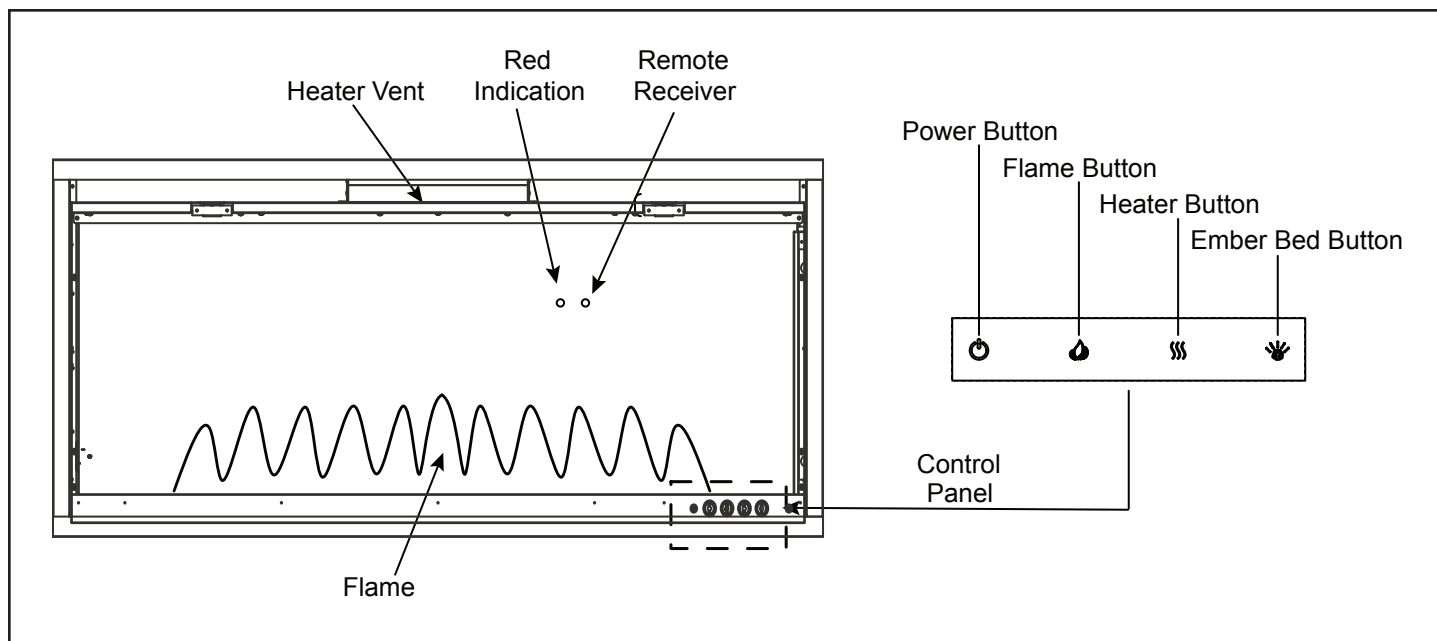 Heater Vent
Red
Indication
Remote
Receiver
Power Button
Flame Button
Heater Button
Ember Bed Button
Control
Panel
Flame